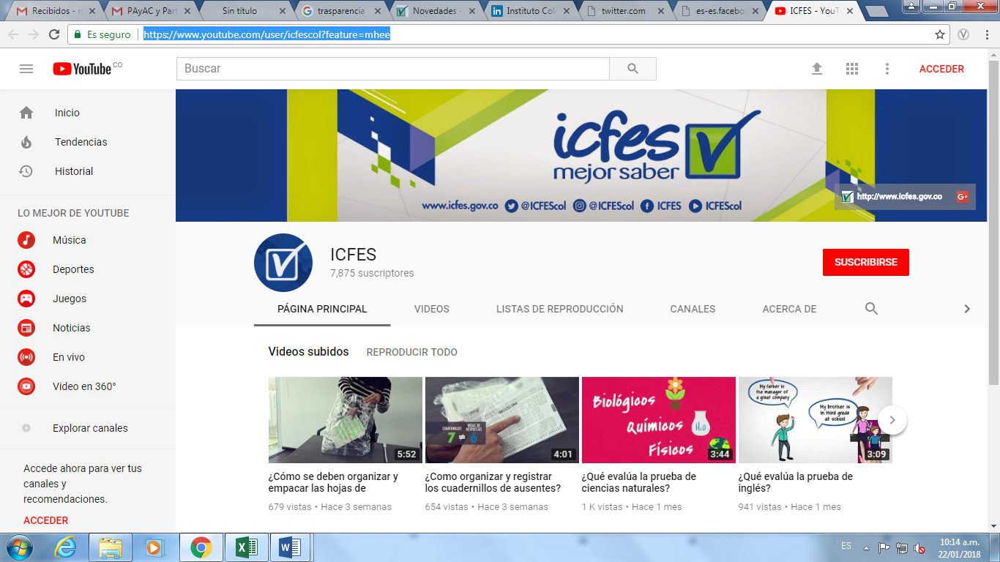 Recibidos - n
PAyAC y Part
Sin título
trasparencia
Novedades -
Instituto Col
twitter.com
es-es.facebo
ICFES - YouT
Es seguro
https://www.youtube.com/user/icfescol?feature=mhee
YouTube CO
Buscar
ACCEDER
Inicio
Tendencias
Historial
LO MEJOR DE YOUTUBE
Música
Deportes
Juegos
Noticias
En vivo
Video en 360°
Explorar canales
Accede ahora para ver tus
canales y
recomendaciones.
ACCEDER
icfes
mejor saber
www.icfes.gov.co @ICFEScol @ICFEScol ICFES ICFEScol
http://www.icfes.gov.co G+
ICFES
7,875 suscriptores
SUSCRIBIRSE
PÁGINA PRINCIPAL
VIDEOS
LISTAS DE REPRODUCCIÓN
CANALES
ACERCA DE
Videos subidos
REPRODUCIR TODO
5:52
¿Cómo se deben organizar y
empacar las hojas de
679 vistas • Hace 3 semanas
CUADERNILLOS
HOJAS DE
RESPUESTAS
7 ≠ 6
4:01
¿Como organizar y registrar
los cuadernillos de ausentes?
654 vistas • Hace 3 semanas
Biológicos
Químicos
H2O
Físicos
3:44
¿Qué evalúa la prueba de
ciencias naturales?
1 K vistas • Hace 1 mes
My father is
the manager of
a great company
My brother is
in third grade
at school
3:09
¿Qué evalúa la prueba de
inglés?
941 vistas • Hace 1 mes
ES
10:14 a.m.
22/01/2018